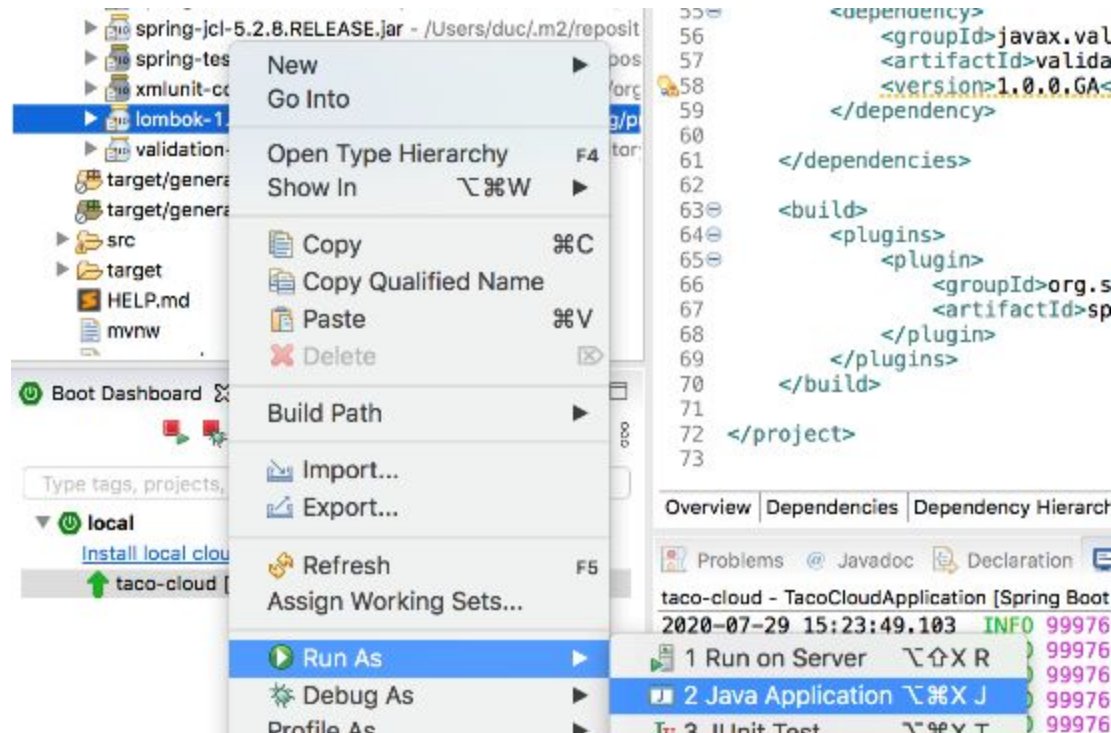 spring-jcl-5.2.8.RELEASE.jar - /Users/duc/.m2/reposit
spring-tes
xmlunit-co
lombok-1.
validation-
target/genera
target/genera
src
target
HELP.md
mvnw
New
Go Into
Open Type Hierarchy F4
Show In ⌥⌘W
Copy ⌘C
Copy Qualified Name
Paste ⌘V
Delete ⌦
Build Path
Import...
Export...
Refresh F5
Assign Working Sets...
Run As
Debug As
Profile As
1 Run on Server ⌥⇧X R
2 Java Application ⌥⌘X J
3 JUnit Test ⌥⌘X T
Boot Dashboard
Type tags, projects,
local
Install local clou
taco-cloud [
55 <dependency>
56 <groupId>javax.val
57 <artifactId>valida
58 <version>1.0.0.GA<
59 </dependency>
60
61 </dependencies>
62
63 <build>
64 <plugins>
65 <plugin>
66 <groupId>org.s
67 <artifactId>sp
68 </plugin>
69 </plugins>
70 </build>
71
72 </project>
73
Overview Dependencies Dependency Hierarch
Problems @ Javadoc Declaration
taco-cloud - TacoCloudApplication [Spring Boot
2020-07-29 15:23:49.103 INFO 99976
99976
99976
99976
99976